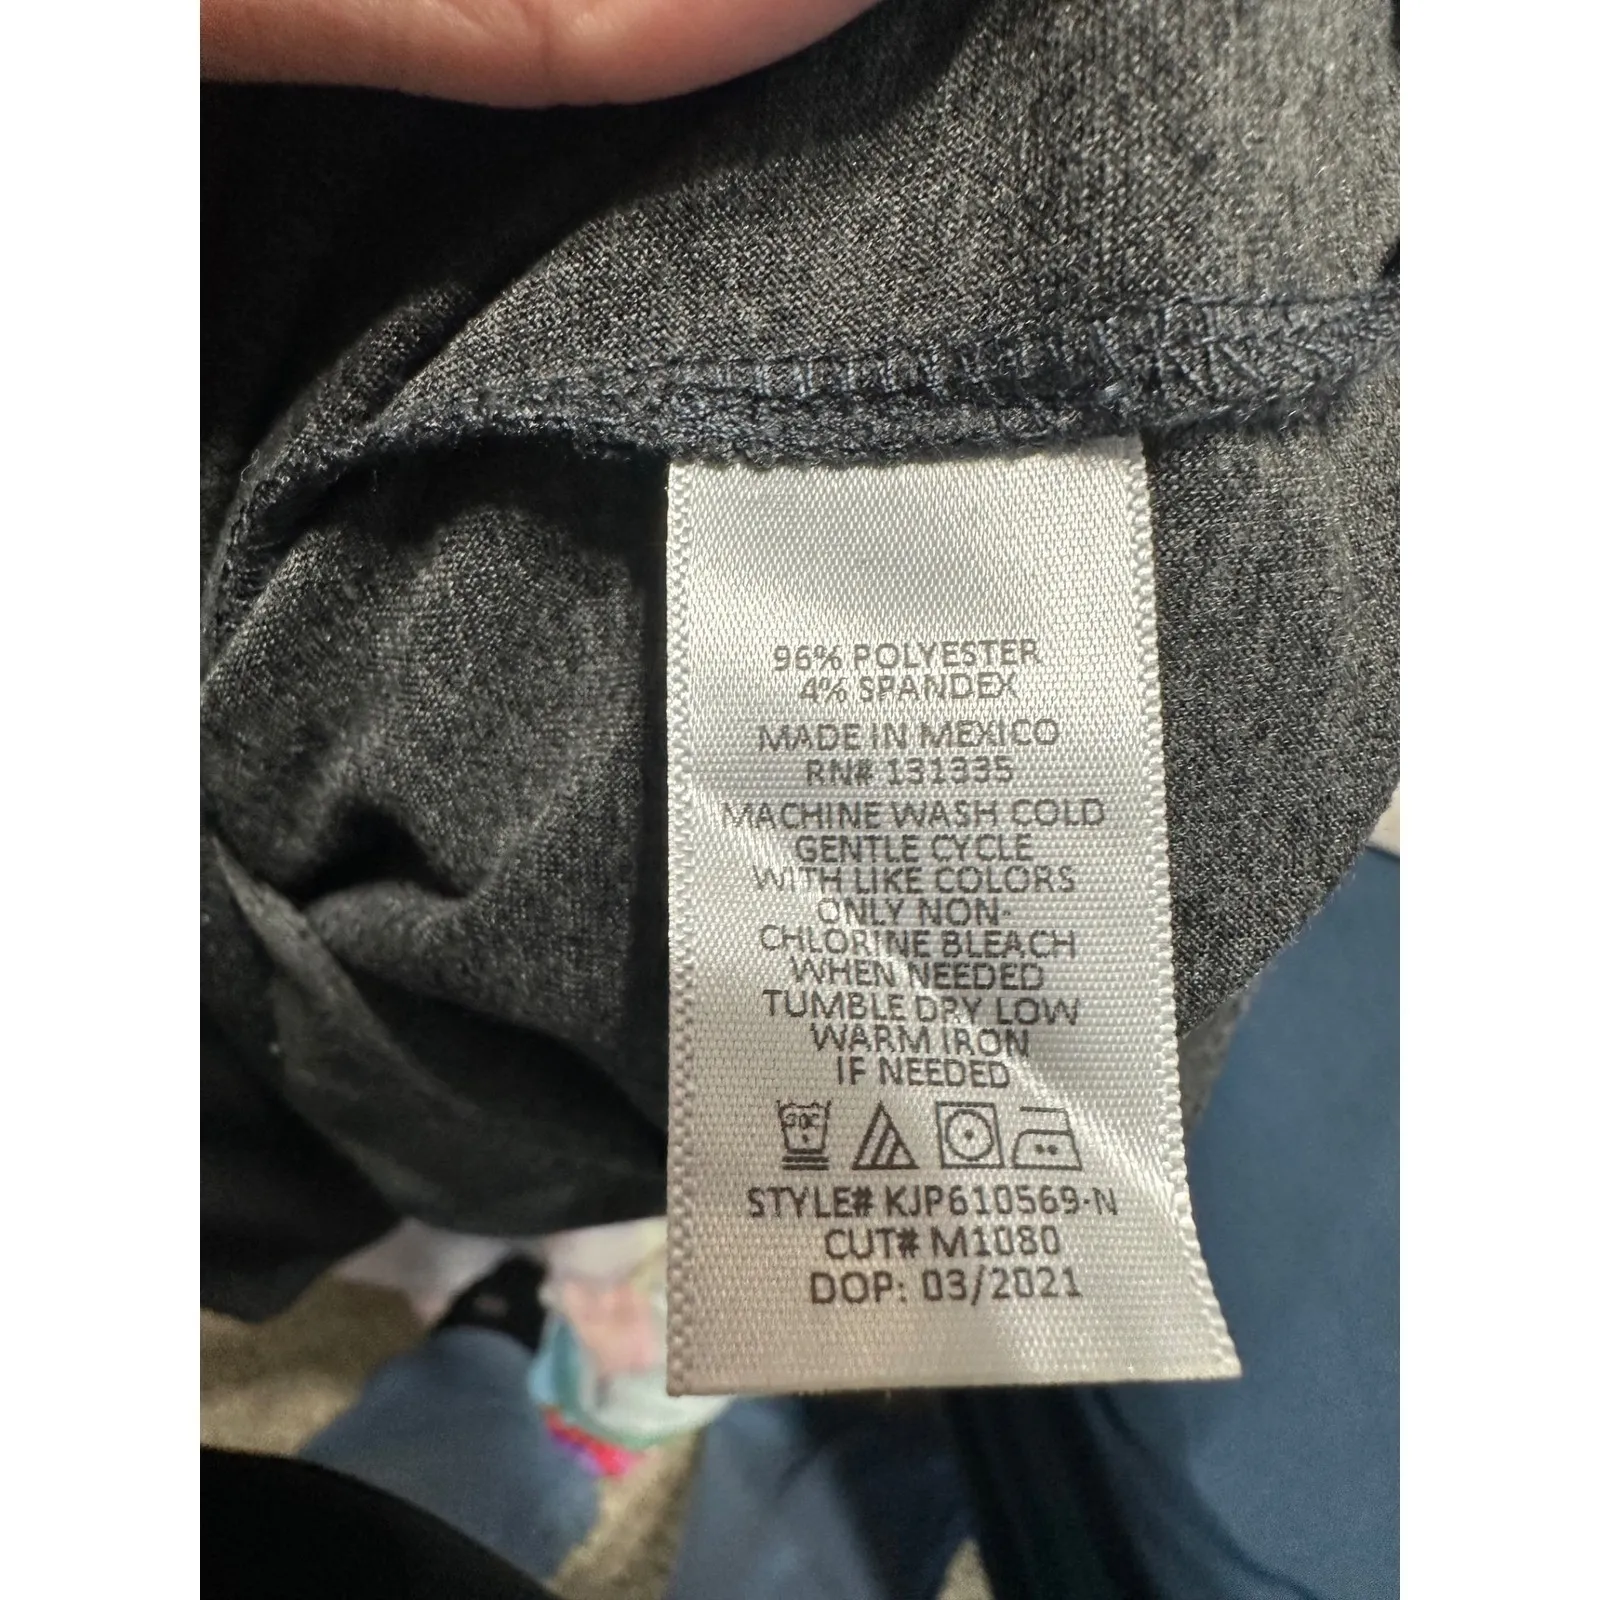 96% POLYESTER
4% SPANDEX
MADE IN MEXICO
RN# 131335
MACHINE WASH COLD
GENTLE CYCLE
WITH LIKE COLORS
ONLY NON-
CHLORINE BLEACH
WHEN NEEDED
TUMBLE DRY LOW
WARM IRON
IF NEEDED
30C
STYLE# KJP610569-N
CUT# M1080
DOP: 03/2021